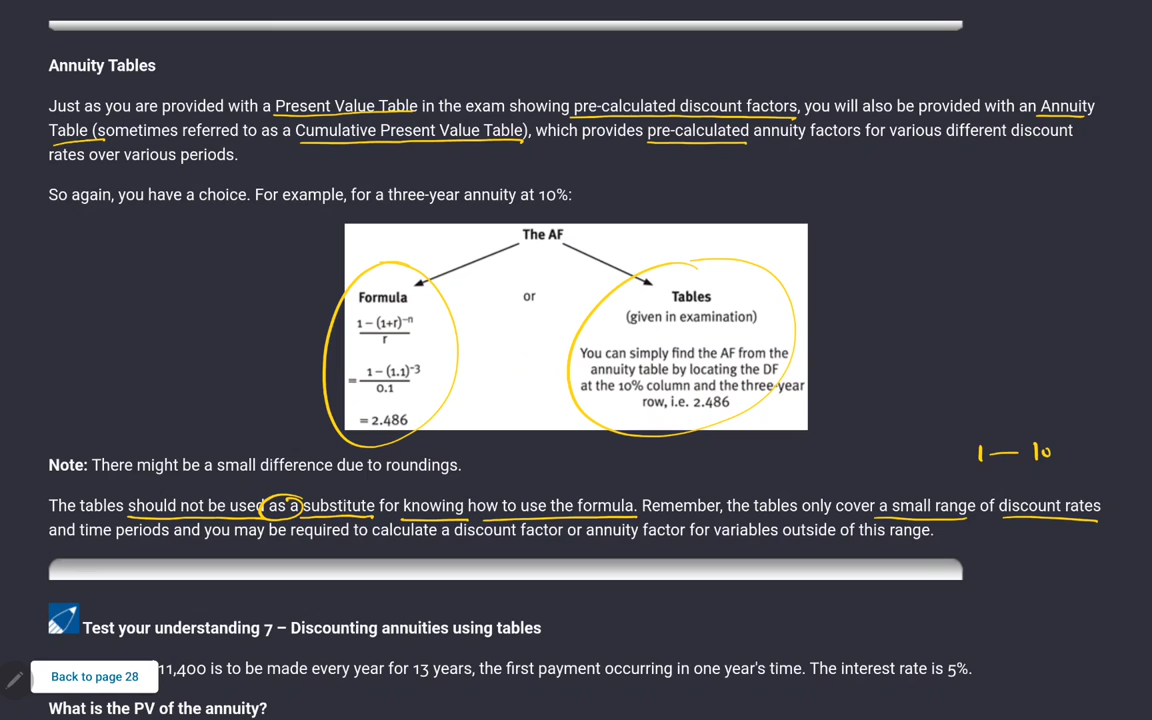 Annuity Tables
Just as you are provided with a Present Value Table in the exam showing pre-calculated discount factors, you will also be provided with an Annuity
Table (sometimes referred to as a Cumulative Present Value Table), which provides pre-calculated annuity factors for various different discount
rates over various periods.
So again, you have a choice. For example, for a three-year annuity at 10%:
The AF
Formula
1 – (1+r)⁻ⁿ
r
= 1 – (1.1)⁻³
0.1
= 2.486
or
Tables
(given in examination)
You can simply find the AF from the
annuity table by locating the DF
at the 10% column and the three-year
row, i.e. 2.486
1 — 10
Note: There might be a small difference due to roundings.
The tables should not be used as a substitute for knowing how to use the formula. Remember, the tables only cover a small range of discount rates
and time periods and you may be required to calculate a discount factor or annuity factor for variables outside of this range.
Test your understanding 7 – Discounting annuities using tables
11,400 is to be made every year for 13 years, the first payment occurring in one year's time. The interest rate is 5%.
Back to page 28
What is the PV of the annuity?